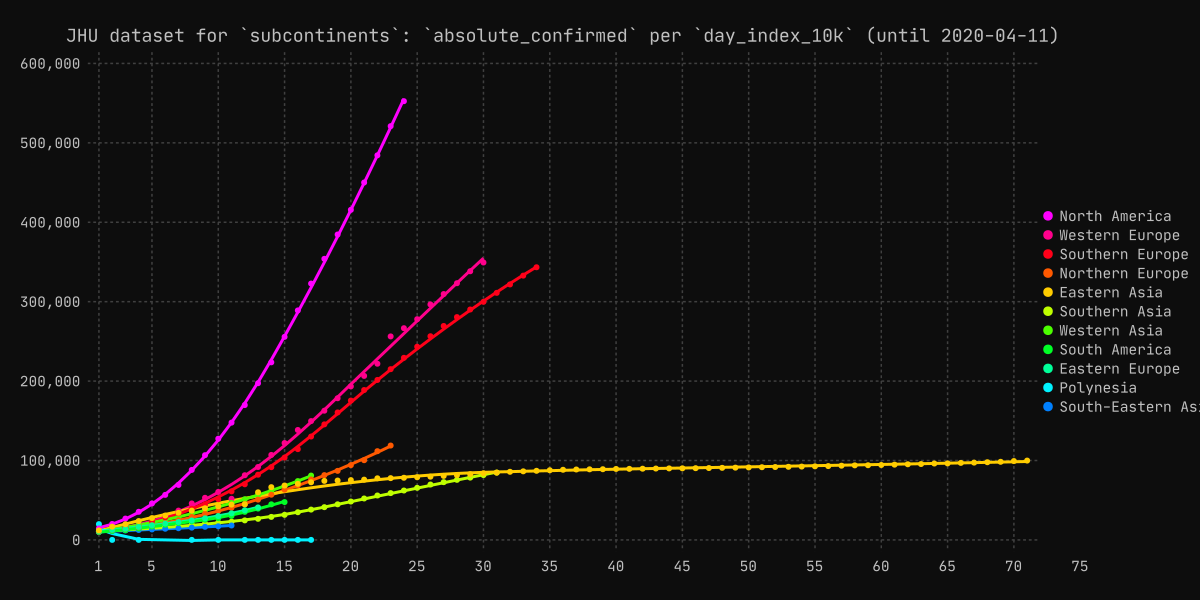 JHU dataset for `subcontinents`: `absolute_confirmed` per `day_index_10k` (until 2020-04-11)
600,000
500,000
400,000
300,000
200,000
100,000
0
1 5 10 15 20 25 30 35 40 45 50 55 60 65 70 75
North America
Western Europe
Southern Europe
Northern Europe
Eastern Asia
Southern Asia
Western Asia
South America
Eastern Europe
Polynesia
South-Eastern Asi